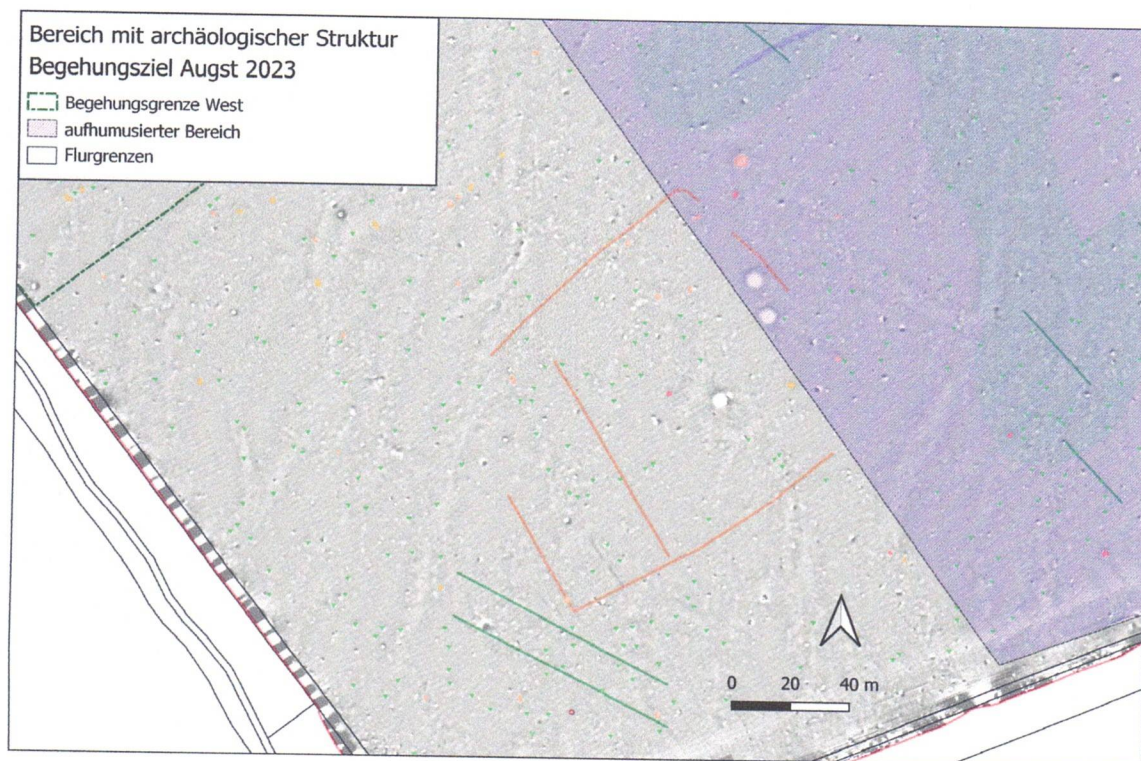 Bereich mit archäologischer Struktur
Begehungsziel Augst 2023
Begehungsgrenze West
aufhumusierter Bereich
Flurgrenzen
0 20 40 m